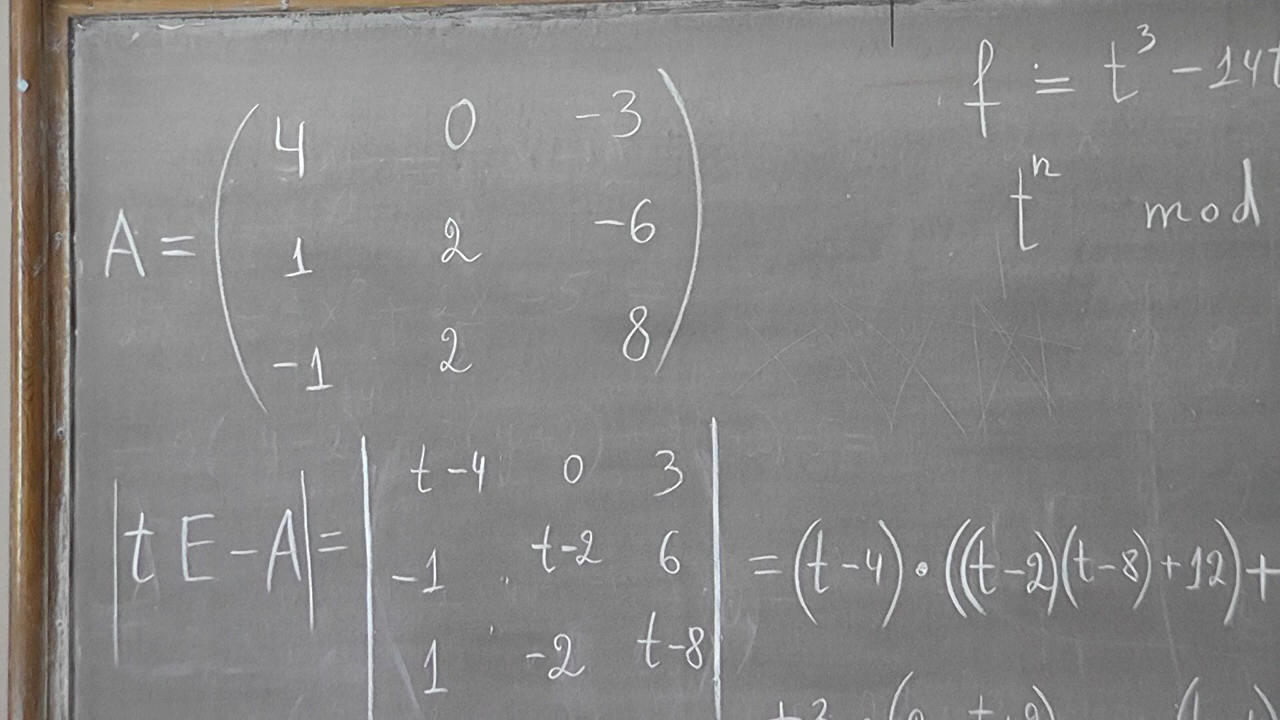 f := t³ - 14t
tⁿ mod
A = ( 4 0 -3
1 2 -6
-1 2 8 )
|tE - A| = | t-4 0 3
-1 t-2 6
1 -2 t-8 | = (t-4)·((t-2)(t-8)+12)+